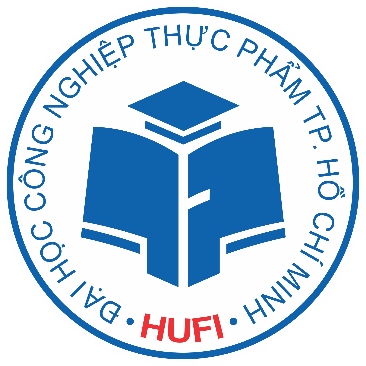 ĐẠI HỌC CÔNG NGHIỆP THỰC PHẨM TP. HỒ CHÍ MINH
• HUFI •